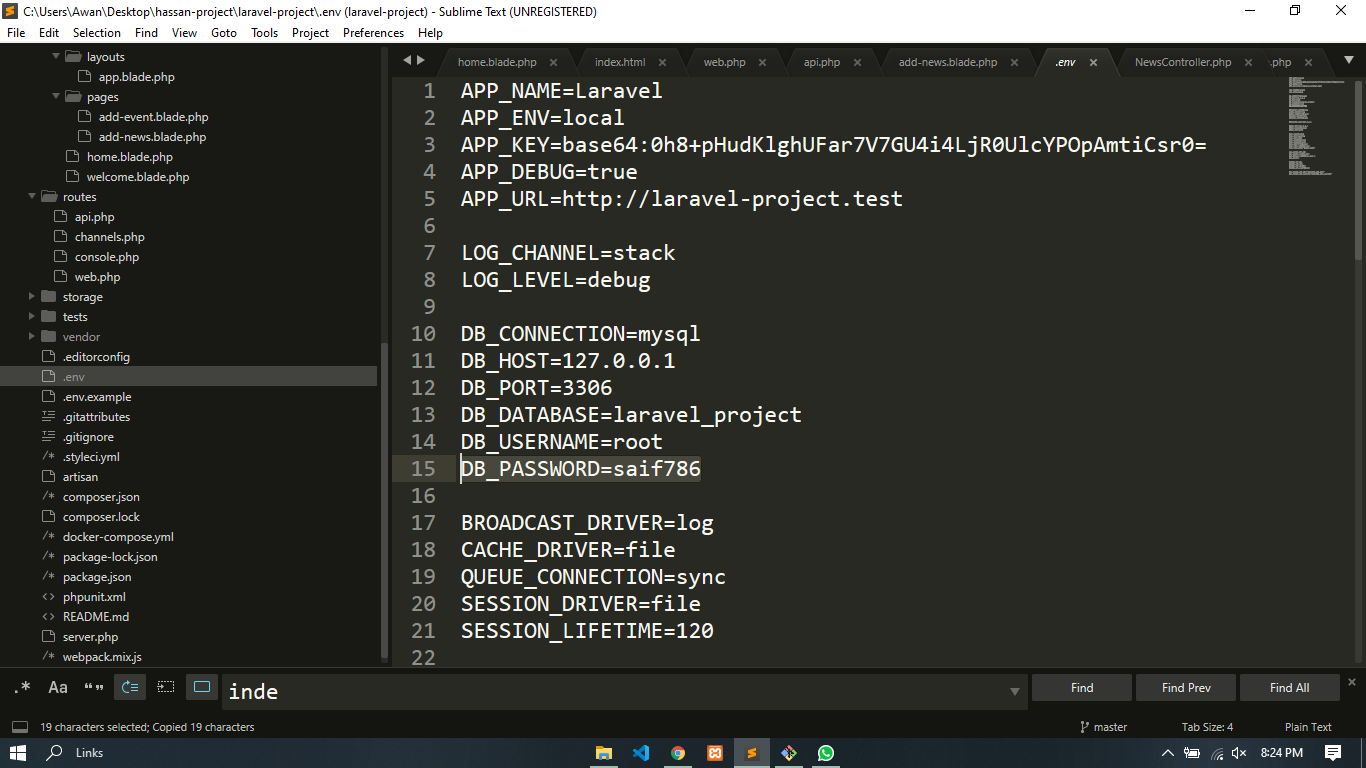 C:\Users\Awan\Desktop\hassan-project\laravel-project\.env (laravel-project) - Sublime Text (UNREGISTERED)
File Edit Selection Find View Goto Tools Project Preferences Help
layouts
app.blade.php
pages
add-event.blade.php
add-news.blade.php
home.blade.php
welcome.blade.php
routes
api.php
channels.php
console.php
web.php
storage
tests
vendor
.editorconfig
.env
.env.example
.gitattributes
.gitignore
.styleci.yml
artisan
composer.json
composer.lock
docker-compose.yml
package-lock.json
package.json
phpunit.xml
README.md
server.php
webpack.mix.js
home.blade.php index.html web.php api.php add-news.blade.php .env NewsController.php .php
1 APP_NAME=Laravel
2 APP_ENV=local
3 APP_KEY=base64:0h8+pHudKlghUFar7V7GU4i4LjR0UlcYPOpAmtiCsr0=
4 APP_DEBUG=true
5 APP_URL=http://laravel-project.test
6
7 LOG_CHANNEL=stack
8 LOG_LEVEL=debug
9
10 DB_CONNECTION=mysql
11 DB_HOST=127.0.0.1
12 DB_PORT=3306
13 DB_DATABASE=laravel_project
14 DB_USERNAME=root
15 DB_PASSWORD=saif786
16
17 BROADCAST_DRIVER=log
18 CACHE_DRIVER=file
19 QUEUE_CONNECTION=sync
20 SESSION_DRIVER=file
21 SESSION_LIFETIME=120
22
.* Aa “” inde Find Find Prev Find All
19 characters selected; Copied 19 characters master Tab Size: 4 Plain Text
Links 8:24 PM